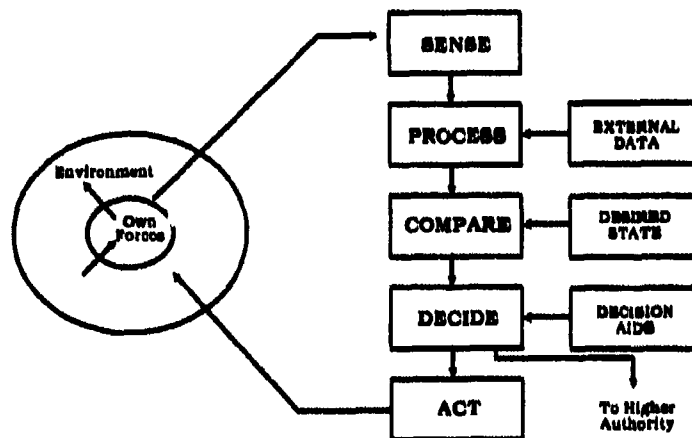 SENSE
PROCESS
EXTERNAL
DATA
Environment
Own
Forces
COMPARE
DESIRED
STATE
DECIDE
DECISION
AIDS
ACT
To Higher
Authority